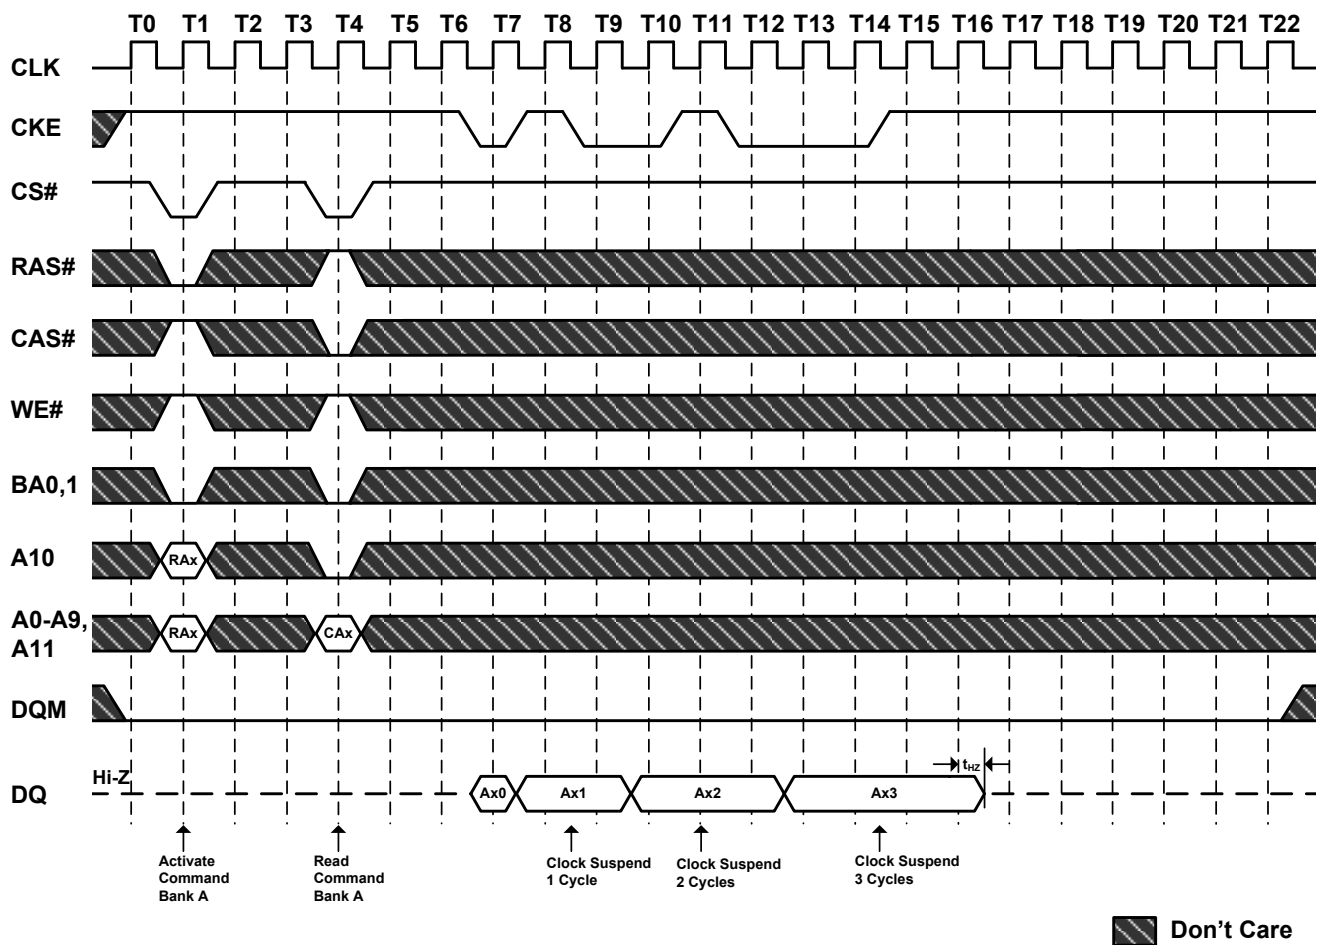 T0 T1 T2 T3 T4 T5 T6 T7 T8 T9 T10 T11 T12 T13 T14 T15 T16 T17 T18 T19 T20 T21 T22
CLK
CKE
CS#
RAS#
CAS#
WE#
BA0,1
A10
RAx
A0-A9,
A11
RAx
CAx
DQM
Hi-Z
tHZ
DQ
Ax0
Ax1
Ax2
Ax3
Activate
Command
Bank A
Read
Command
Bank A
Clock Suspend
1 Cycle
Clock Suspend
2 Cycles
Clock Suspend
3 Cycles
Don't Care